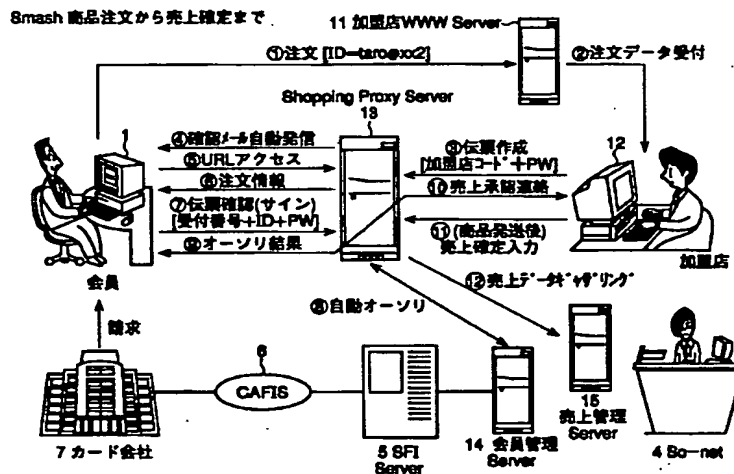 Smash 商品注文から売上確定まで
11 加盟店WWW Server
①注文 [ID=taro@xx2]
②注文データ受付
Shopping Proxy Server
13
1
12
④確認メール自動発信
⑤URLアクセス
⑥注文情報
⑦伝票確認(サイン)
[受付番号+ID+PW]
⑨オーソリ結果
③伝票作成
[加盟店コード+PW]
⑩売上承認連絡
⑪(商品発送後)
売上確定入力
会員
加盟店
⑫売上データギャザリング
⑧自動オーソリ
請求
6
CAFIS
7 カード会社
5 SFI
Server
14 会員管理
Server
15
売上管理
Server
4 So-net